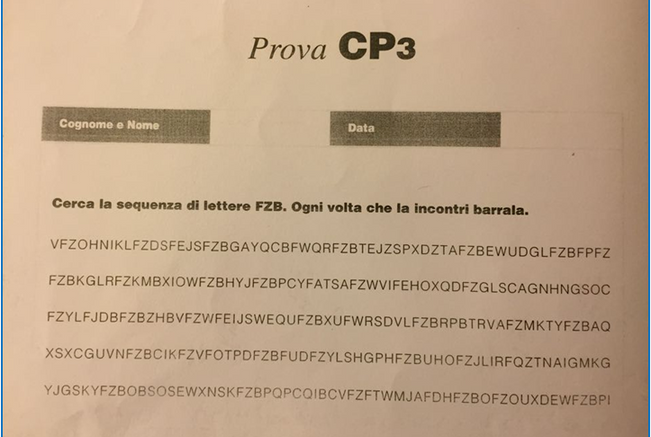 Prova CP3
Cognome e Nome
Data
Cerca la sequenza di lettere FZB. Ogni volta che la incontri barrala.
VFZOHNIKLFZDSFEJSFZBGAYQCBFWQRFZBTEJZSPXDZTAFZBEWUDGLFZBFPFZ
FZBKGLRFZKMBXIOWFZBHYJFZBPCYFATSAFZWVIFEHOXQDFZGLSCAGNHNGSOC
FZYLFJDBFZBZHBVFZWFEIJSWEQUFZBXUFWRSDVLFZBRPBTRVAFZMKTYFZBAQ
XSXCGUVNFZBCIKFZVFOTPDFZBFUDFZYLSHGPHFZBUHOFZJLIRFQZTNAIGMKG
YJGSKYFZBOBSOSEWXNSKFZBPQPCQIBCVFZFTWMJAFDHFZBOFZOUXDEWFZBPI